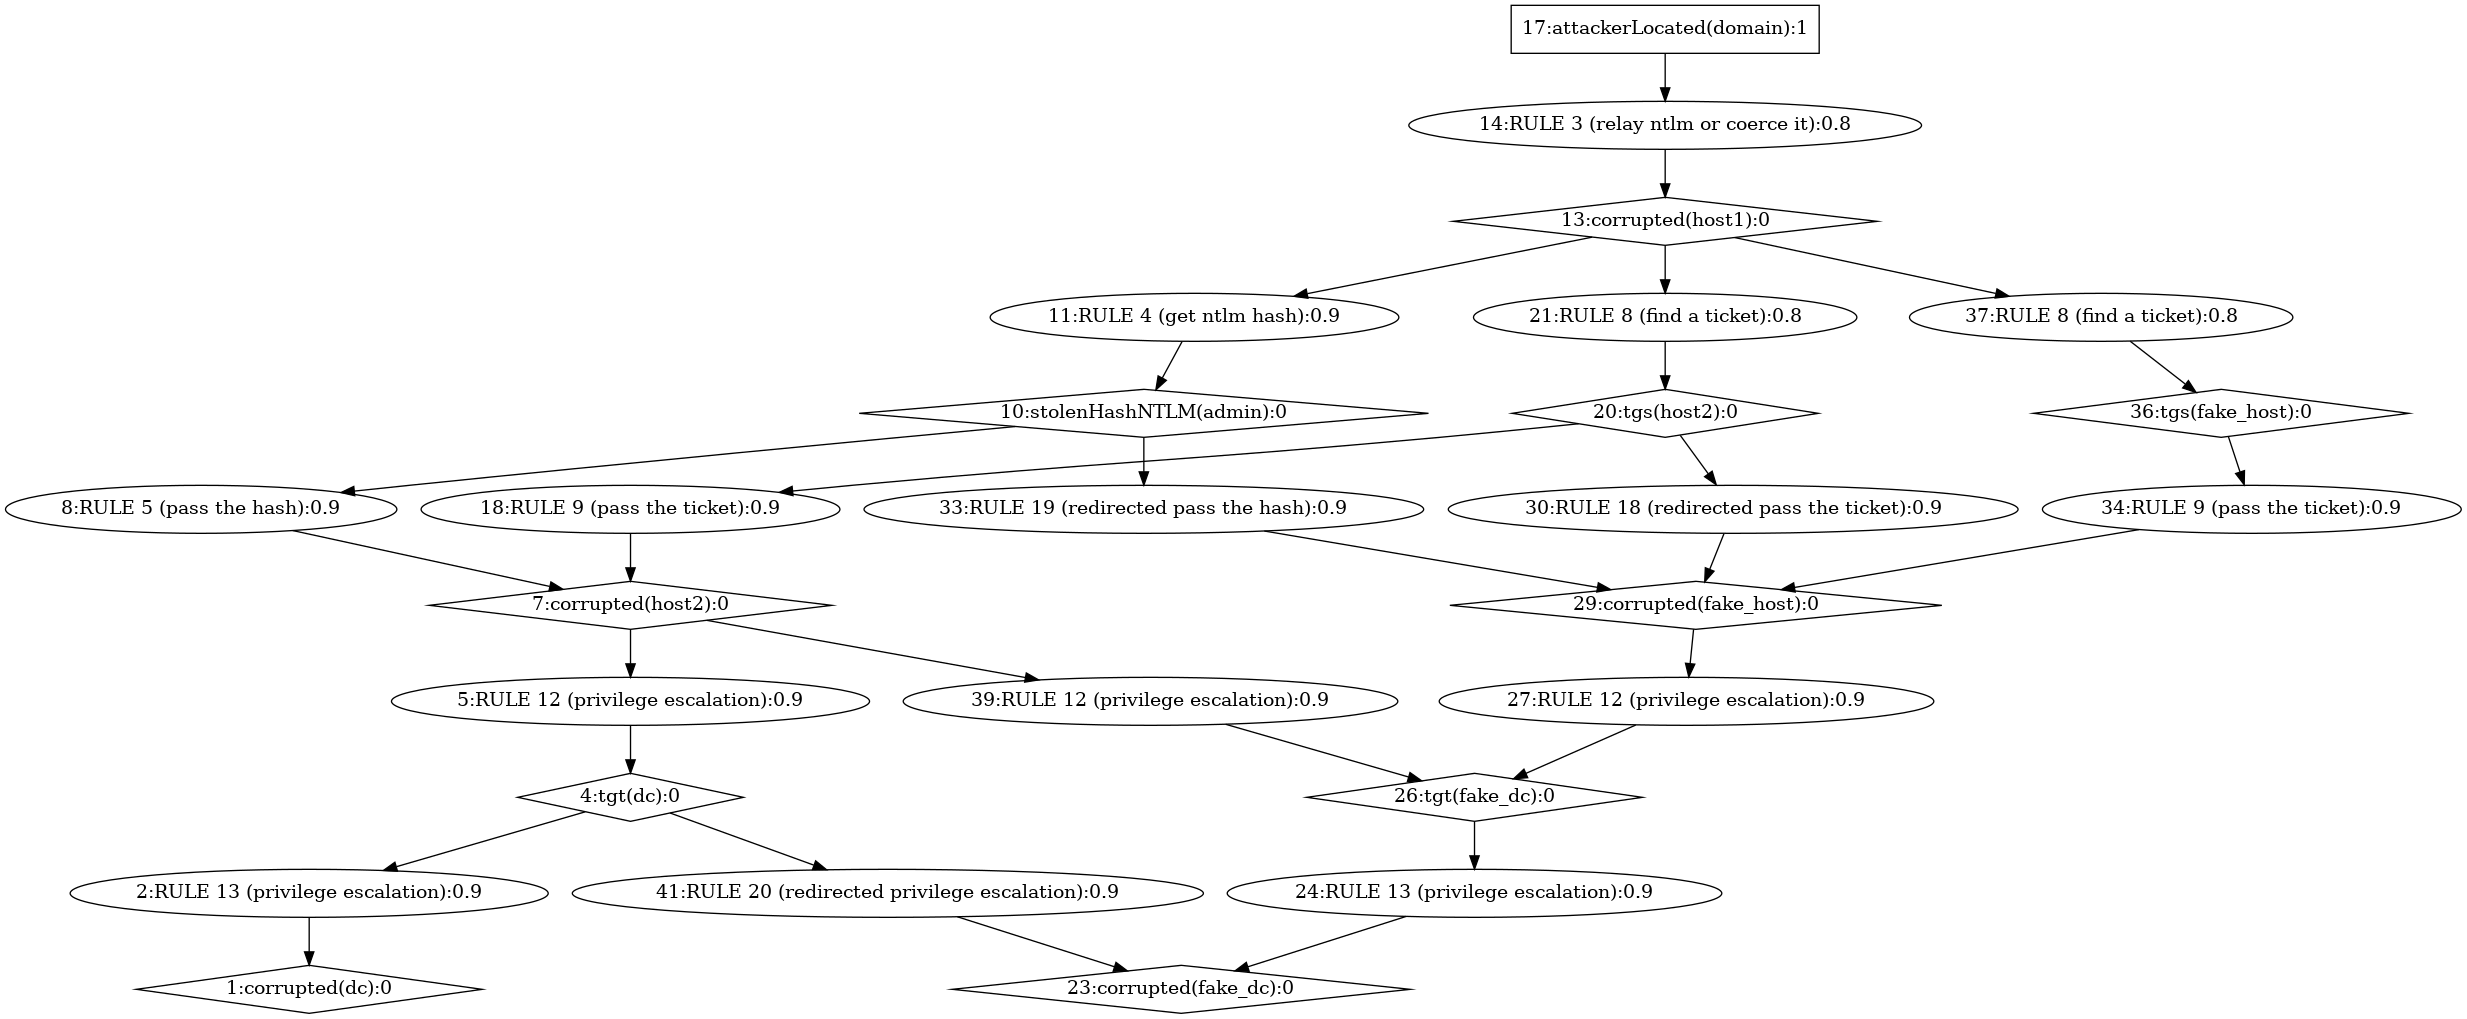 17:attackerLocated(domain):1
14:RULE 3 (relay ntlm or coerce it):0.8
13:corrupted(host1):0
11:RULE 4 (get ntlm hash):0.9
21:RULE 8 (find a ticket):0.8
37:RULE 8 (find a ticket):0.8
10:stolenHashNTLM(admin):0
20:tgs(host2):0
36:tgs(fake_host):0
8:RULE 5 (pass the hash):0.9
18:RULE 9 (pass the ticket):0.9
33:RULE 19 (redirected pass the hash):0.9
30:RULE 18 (redirected pass the ticket):0.9
34:RULE 9 (pass the ticket):0.9
7:corrupted(host2):0
29:corrupted(fake_host):0
5:RULE 12 (privilege escalation):0.9
39:RULE 12 (privilege escalation):0.9
27:RULE 12 (privilege escalation):0.9
4:tgt(dc):0
26:tgt(fake_dc):0
2:RULE 13 (privilege escalation):0.9
41:RULE 20 (redirected privilege escalation):0.9
24:RULE 13 (privilege escalation):0.9
1:corrupted(dc):0
23:corrupted(fake_dc):0